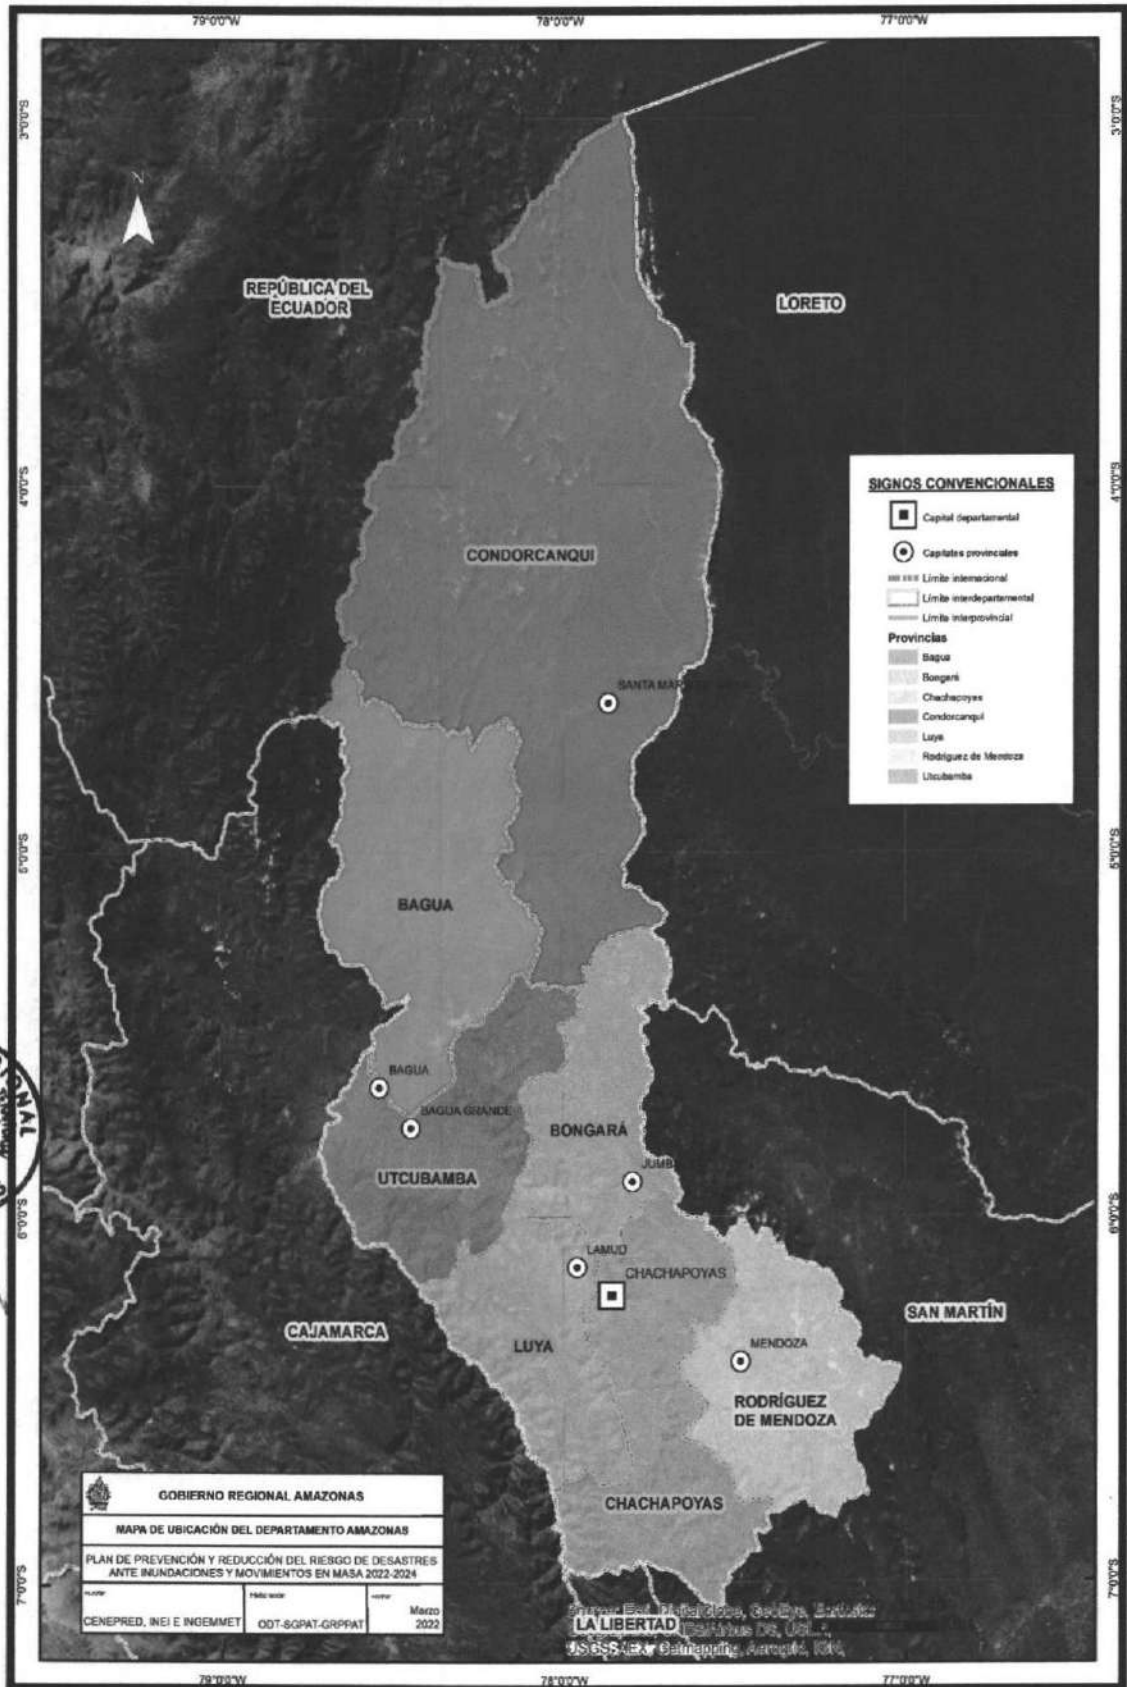 79°0'0"W
78°0'0"W
77°0'0"W
3°0'0"S
3°0'0"S
N
REPÚBLICA DEL
ECUADOR
LORETO
4°0'0"S
4°0'0"S
SIGNOS CONVENCIONALES
Capital departamental
Capitales provinciales
Límite internacional
Límite interdepartamental
Límite interprovincial
Provincias
Bagua
Bongará
Chachapoyas
Condorcanqui
Luya
Rodríguez de Mendoza
Utcubamba
CONDORCANQUI
SANTA MAR
5°0'0"S
5°0'0"S
BAGUA
BAGUA
BAGUA GRANDE
BONGARÁ
UTCUBAMBA
JUMB
6°0'0"S
6°0'0"S
LAMUD
CHACHAPOYAS
SAN MARTÍN
CAJAMARCA
LUYA
MENDOZA
RODRÍGUEZ
DE MENDOZA
CHACHAPOYAS
GOBIERNO REGIONAL AMAZONAS
MAPA DE UBICACIÓN DEL DEPARTAMENTO AMAZONAS
PLAN DE PREVENCIÓN Y REDUCCIÓN DEL RIESGO DE DESASTRES
ANTE INUNDACIONES Y MOVIMIENTOS EN MASA 2022-2024
CENEPRED, INEI E INGEMMET
ODT-SGPAT-GRPPAT
Marzo
2022
7°0'0"S
7°0'0"S
LA LIBERTAD
Getmapping, Aerogrid, IGN,
79°0'0"W
78°0'0"W
77°0'0"W